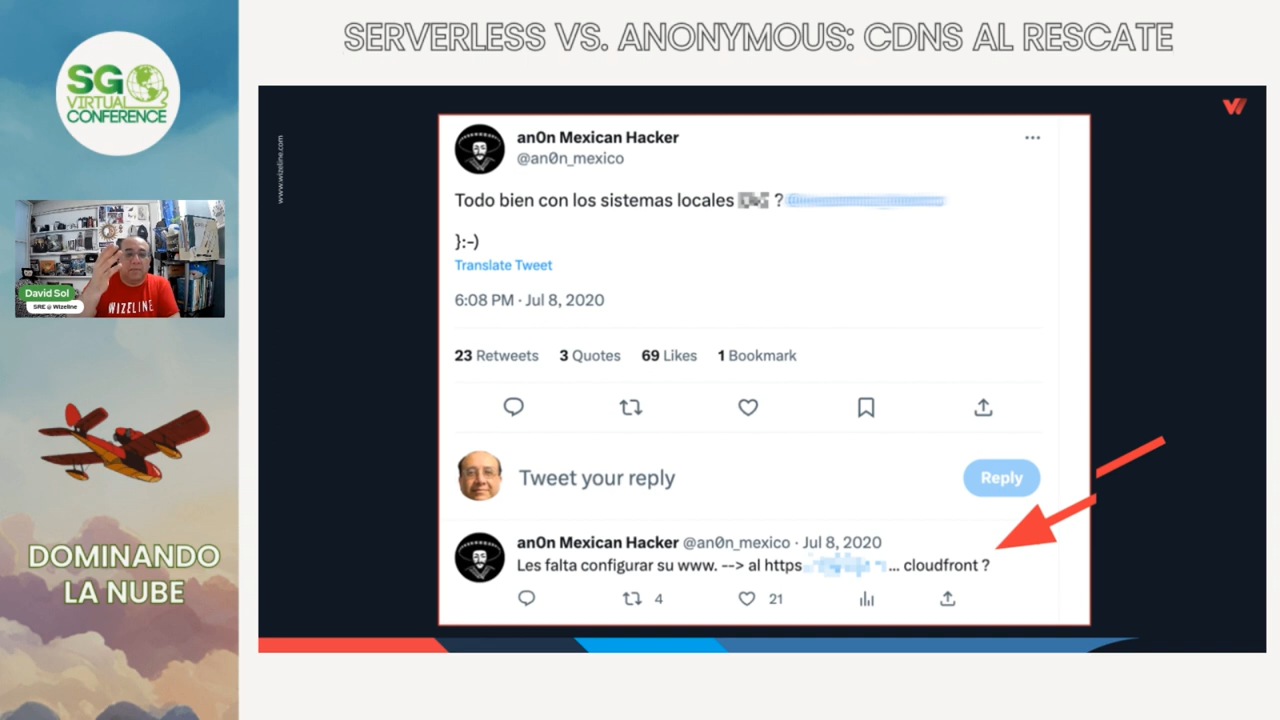 SERVERLESS VS. ANONYMOUS: CDNS AL RESCATE
SG
VIRTUAL
CONFERENCE
www.wizeline.com
an0n Mexican Hacker
@an0n_mexico
Todo bien con los sistemas locales ?
}:-)
Translate Tweet
6:08 PM · Jul 8, 2020
23 Retweets 3 Quotes 69 Likes 1 Bookmark
Tweet your reply
Reply
an0n Mexican Hacker @an0n_mexico · Jul 8, 2020
Les falta configurar su www. --> al https ... cloudfront ?
4 21
WIZELINE
David Sol
SRE @ Wizeline
DOMINANDO
LA NUBE